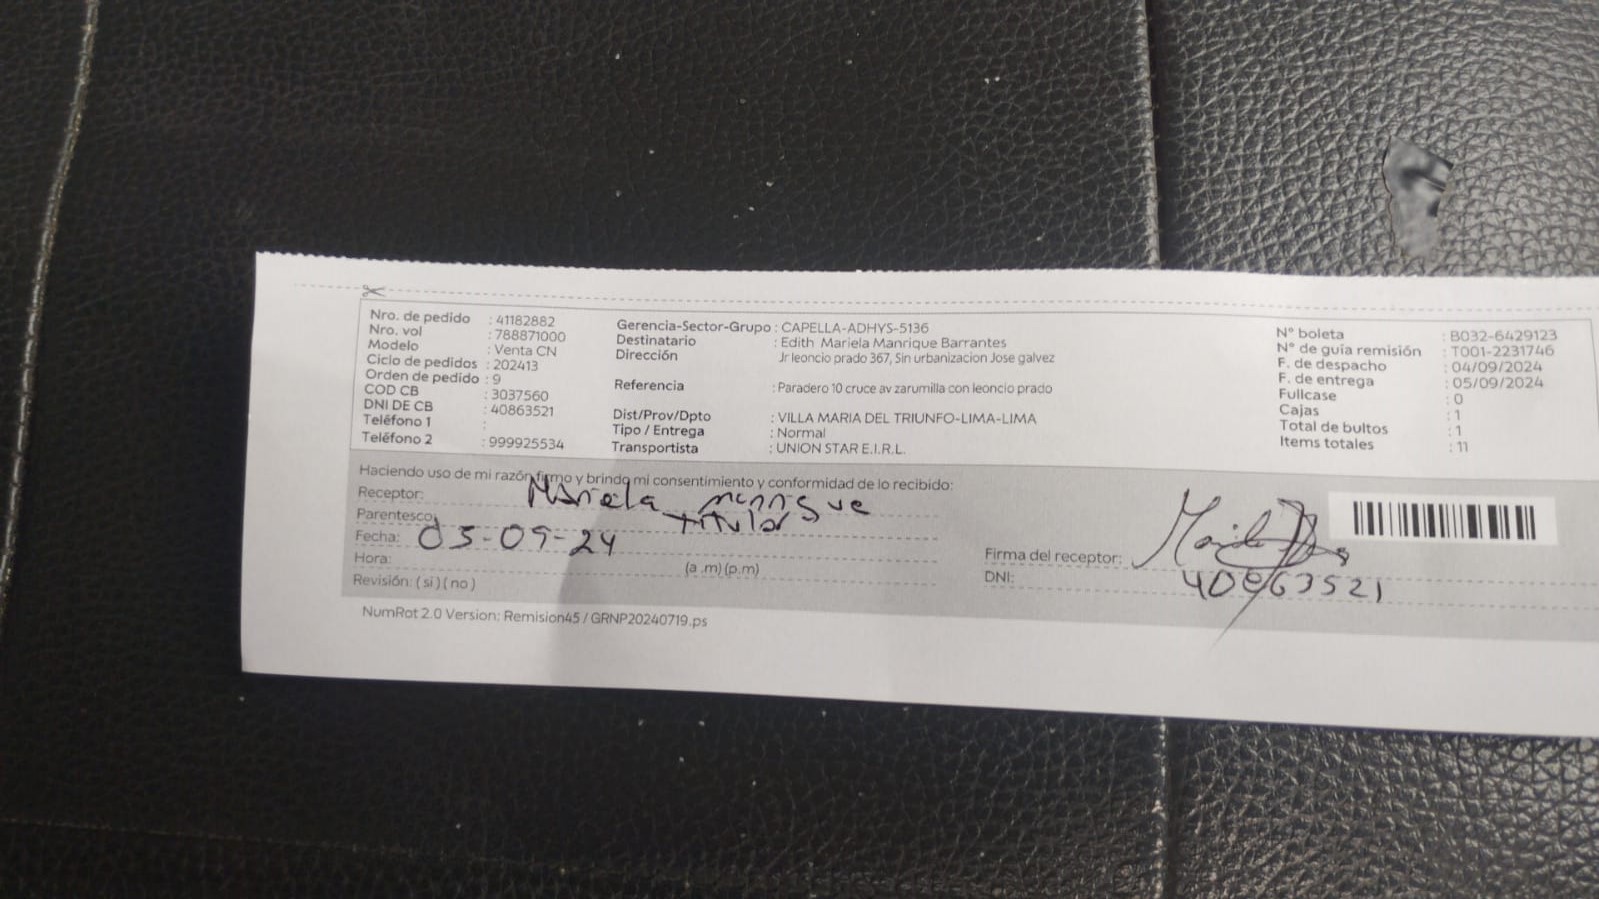 Nro. de pedido : 41182882
Nro. vol : 788871000
Modelo : Venta CN
Ciclo de pedidos : 202413
Orden de pedido : 9
COD CB : 3037560
DNI DE CB : 40863521
Teléfono 1 :
Teléfono 2 : 999925534
Gerencia-Sector-Grupo : CAPELLA-ADHYS-5136
Destinatario : Edith Mariela Manrique Barrantes
Dirección Jr leoncio prado 367, Sin urbanizacion Jose galvez
Referencia : Paradero 10 cruce av zarumilla con leoncio prado
Dist/Prov/Dpto : VILLA MARIA DEL TRIUNFO-LIMA-LIMA
Tipo / Entrega : Normal
Transportista : UNION STAR E.I.R.L.
N° boleta : B032-6429123
N° de guía remisión : T001-2231746
F. de despacho : 04/09/2024
F. de entrega : 05/09/2024
Fullcase : 0
Cajas : 1
Total de bultos : 1
Items totales : 11
Haciendo uso de mi razón firmo y brindo mi consentimiento y conformidad de lo recibido:
Receptor: Mariela
Parentesco: titular
Fecha: 05-09-24
Hora: (a .m) (p.m)
Revisión: ( si ) ( no )
Firma del receptor:
DNI: 40863521
NumRot 2.0 Version: Remision45 / GRNP20240719.ps